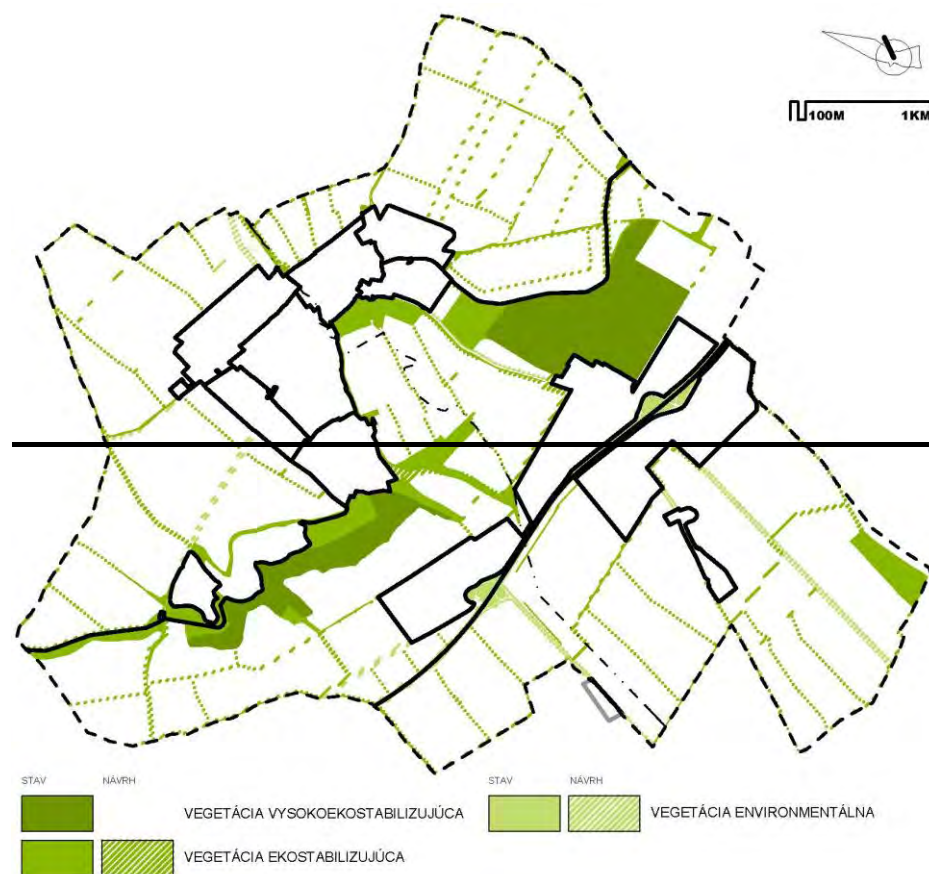 100M 1KM
STAV NÁVRH STAV NÁVRH
VEGETÁCIA VYSOKOEKOSTABILIZUJÚCA VEGETÁCIA ENVIRONMENTÁLNA
VEGETÁCIA EKOSTABILIZUJÚCA